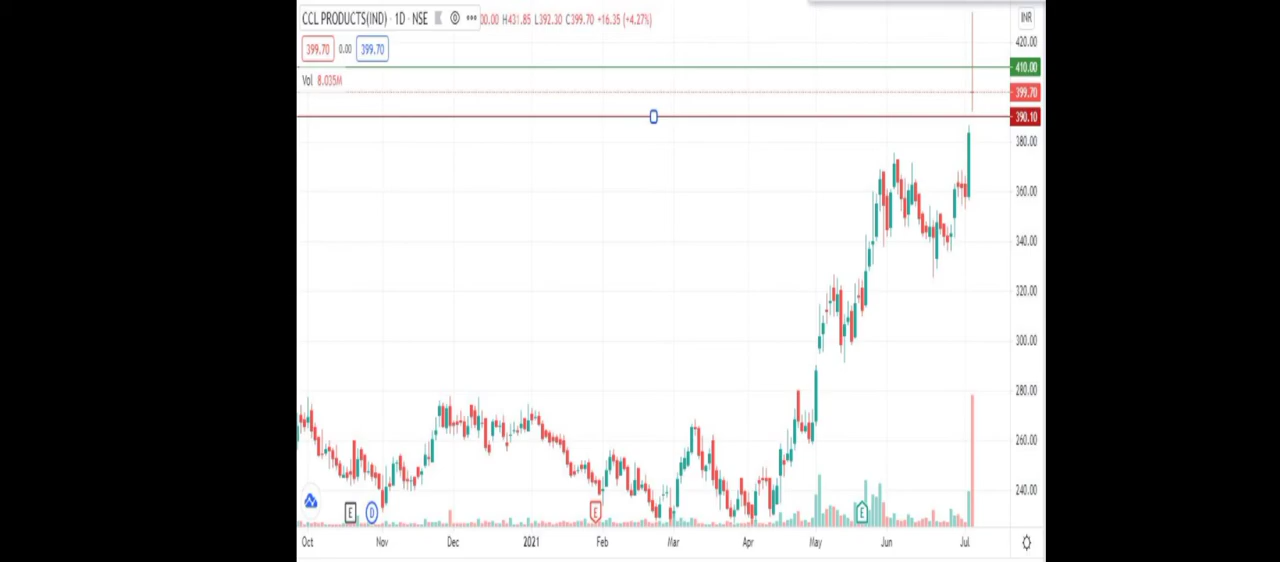 CCL PRODUCTS(IND) · 1D · NSE 00.00 H431.85 L392.30 C399.70 +16.35 (+4.27%)
INR
399.70 0.00 399.70
Vol 8.035M
420.00
410.00
399.70
390.10
380.00
360.00
340.00
320.00
300.00
280.00
260.00
240.00
E D E E
Oct Nov Dec 2021 Feb Mar Apr May Jun Jul